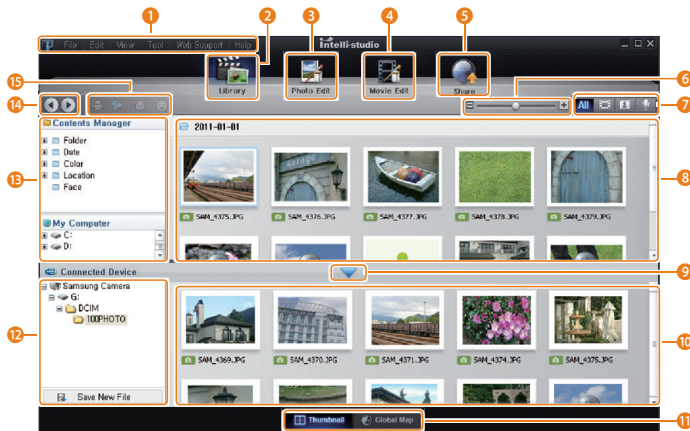 1 2 3 4 5
File Edit View Tool Web Support Help
intelli-studio
Library Photo Edit Movie Edit Share
15
6
14
All
7
Contents Manager
2011-01-01
Folder
Date
Color
Location
Face
13
8
SAM_4375.JPG SAM_4376.JPG SAM_4377.JPG SAM_4378.JPG SAM_4379.JPG
My Computer
C:
D:
Connected Device
9
Samsung Camera
G:
DCIM
100PHOTO
12
10
SAM_4369.JPG SAM_4370.JPG SAM_4371.JPG SAM_4374.JPG SAM_4375.JPG
Save New File
Thumbnail Global Map
11